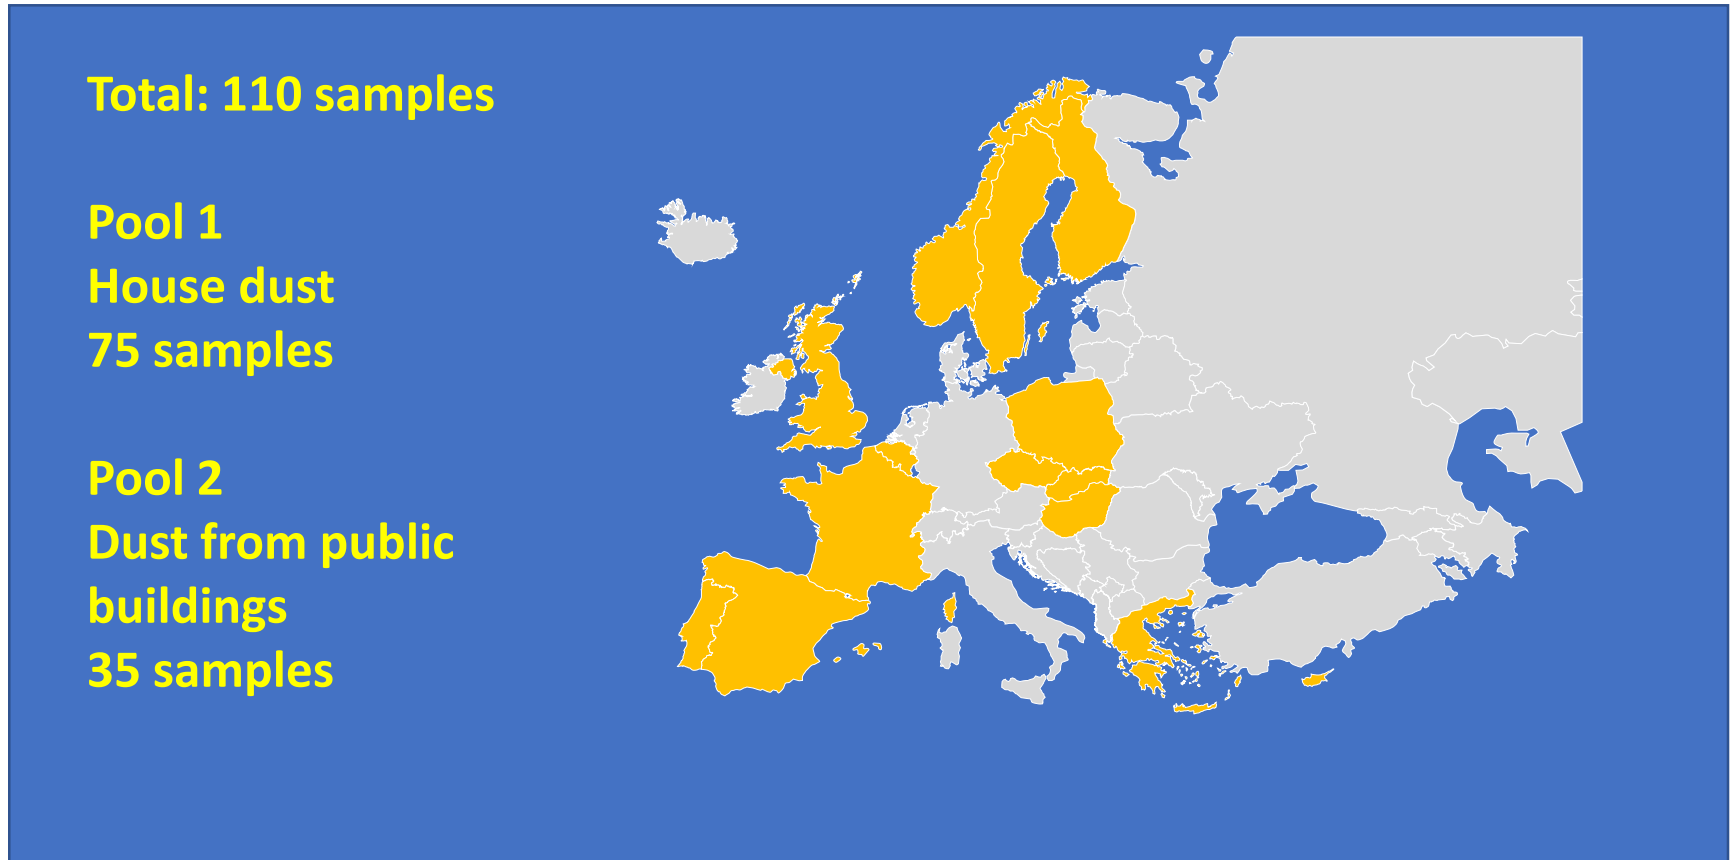 Total: 110 samples
Pool 1
House dust
75 samples
Pool 2
Dust from public
buildings
35 samples